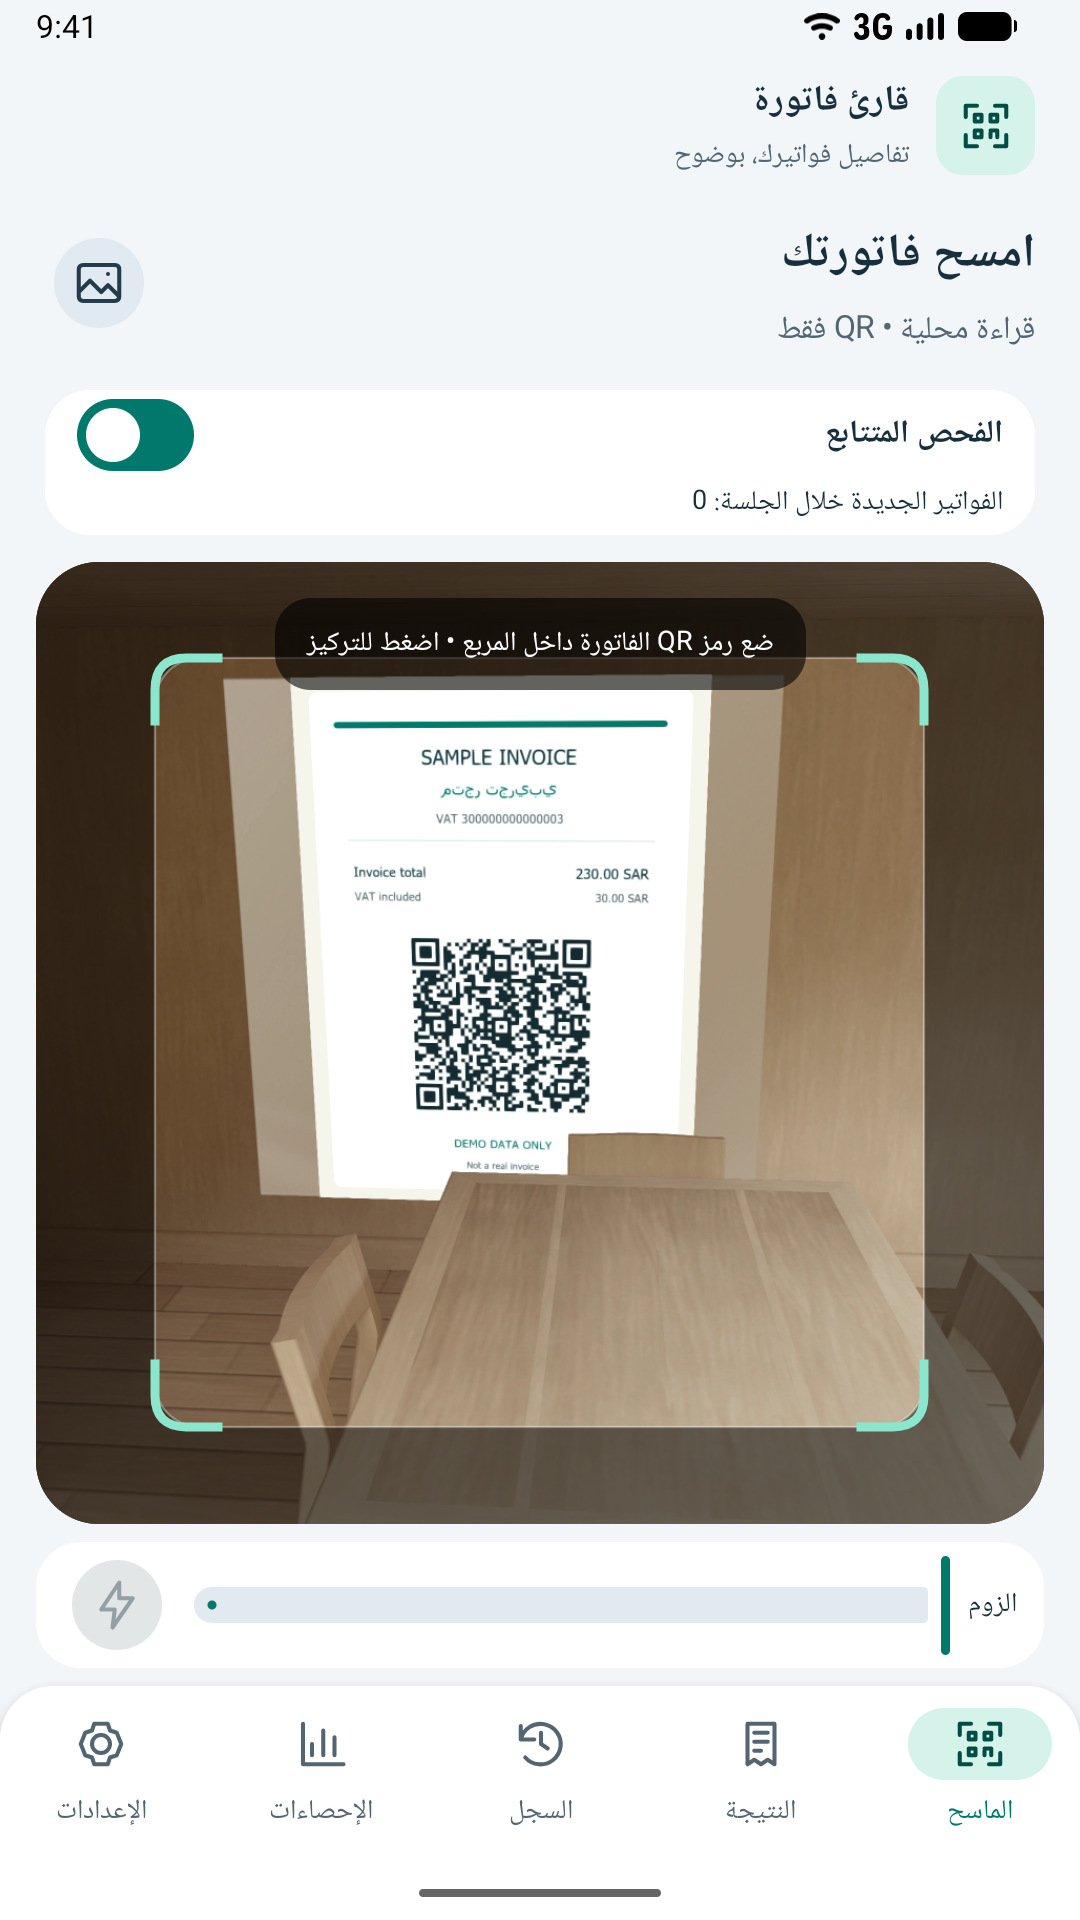 9:41
3G
قارئ فاتورة
تفاصيل فواتيرك، بوضوح
امسح فاتورتك
قراءة محلية • QR فقط
الفحص المتتابع
الفواتير الجديدة خلال الجلسة: 0
ضع رمز QR الفاتورة داخل المربع • اضغط للتركيز
SAMPLE INVOICE
يبيرجت رجتم
VAT 300000000000003
Invoice total 230.00 SAR
VAT included 30.00 SAR
DEMO DATA ONLY
Not a real invoice
الزوم
الماسح
النتيجة
السجل
الإحصاءات
الإعدادات